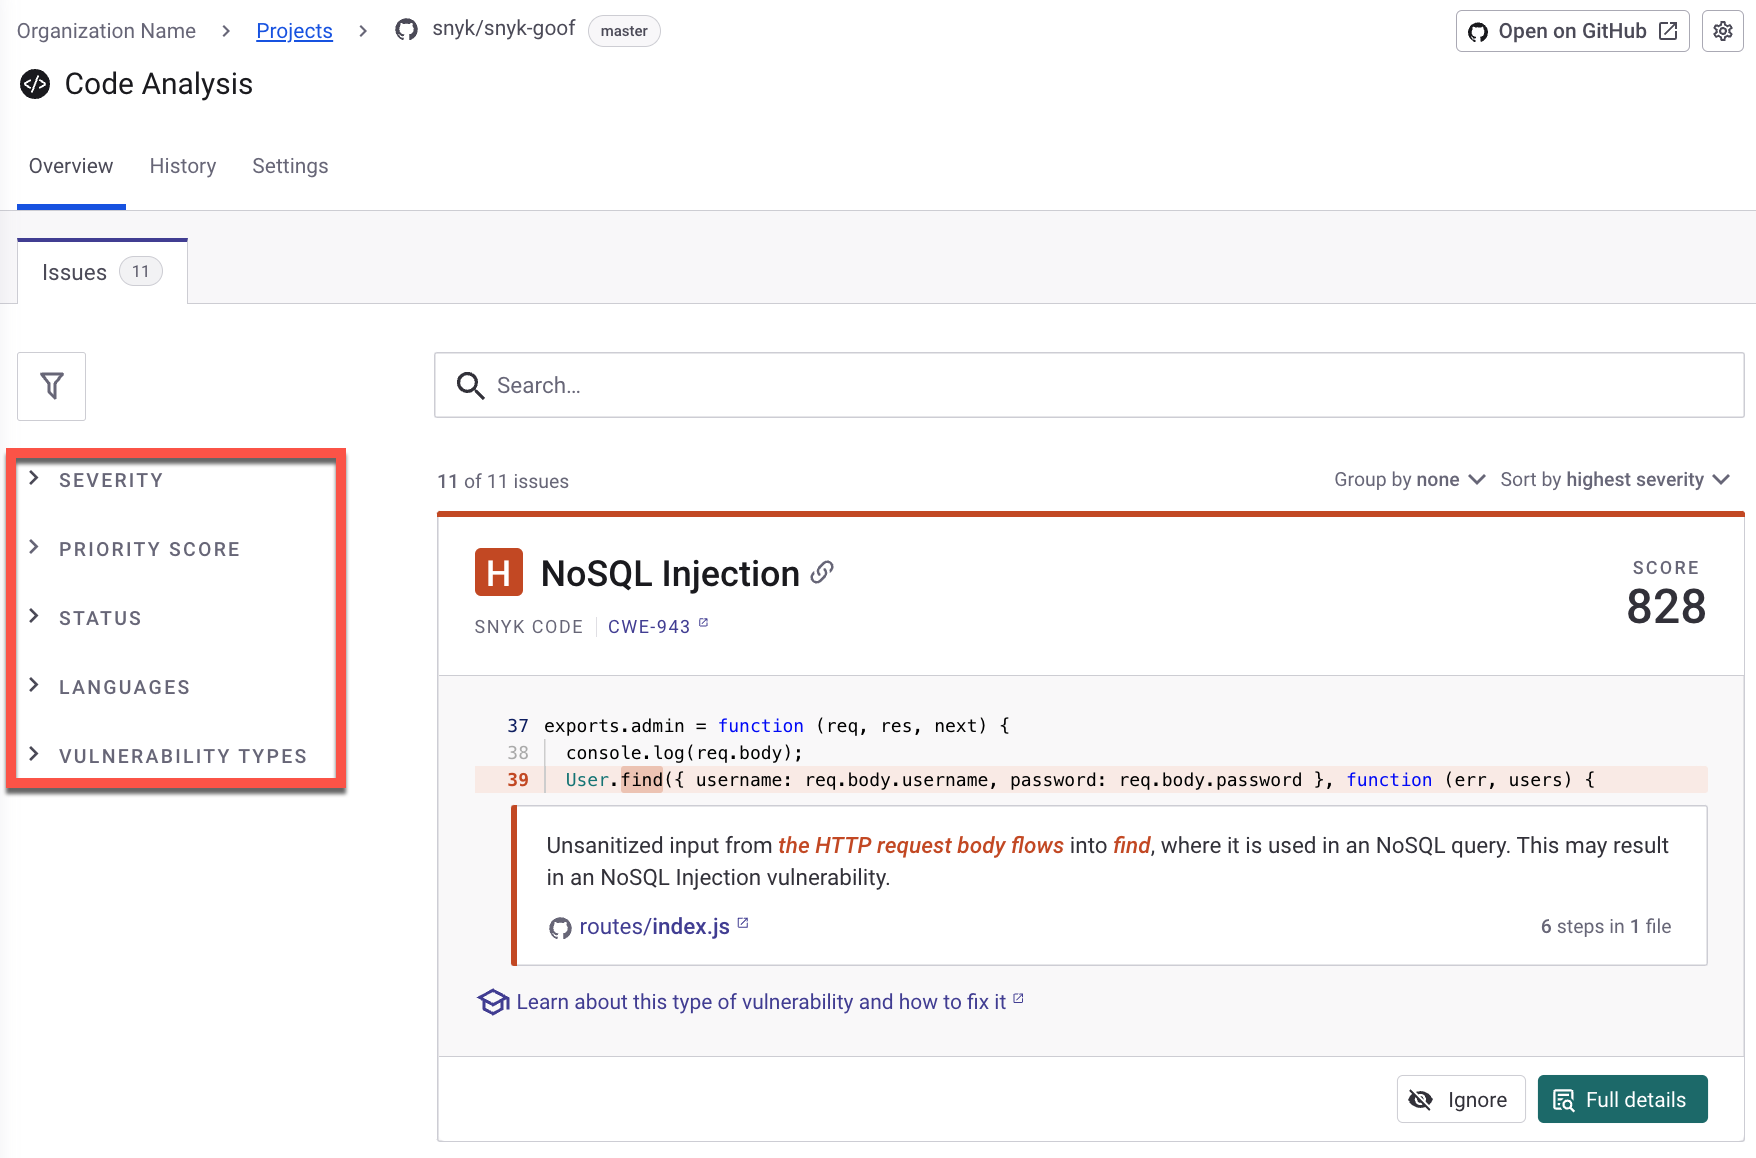 Organization Name > Projects > snyk/snyk-goof master
Open on GitHub
</> Code Analysis
Overview History Settings
Issues 11
Search...
SEVERITY
PRIORITY SCORE
STATUS
LANGUAGES
VULNERABILITY TYPES
11 of 11 issues
Group by none Sort by highest severity
H NoSQL Injection
SNYK CODE CWE-943
SCORE
828
37 exports.admin = function (req, res, next) {
38 console.log(req.body);
39 User.find({ username: req.body.username, password: req.body.password }, function (err, users) {
Unsanitized input from the HTTP request body flows into find, where it is used in an NoSQL query. This may result
in an NoSQL Injection vulnerability.
routes/index.js
6 steps in 1 file
Learn about this type of vulnerability and how to fix it
Ignore Full details